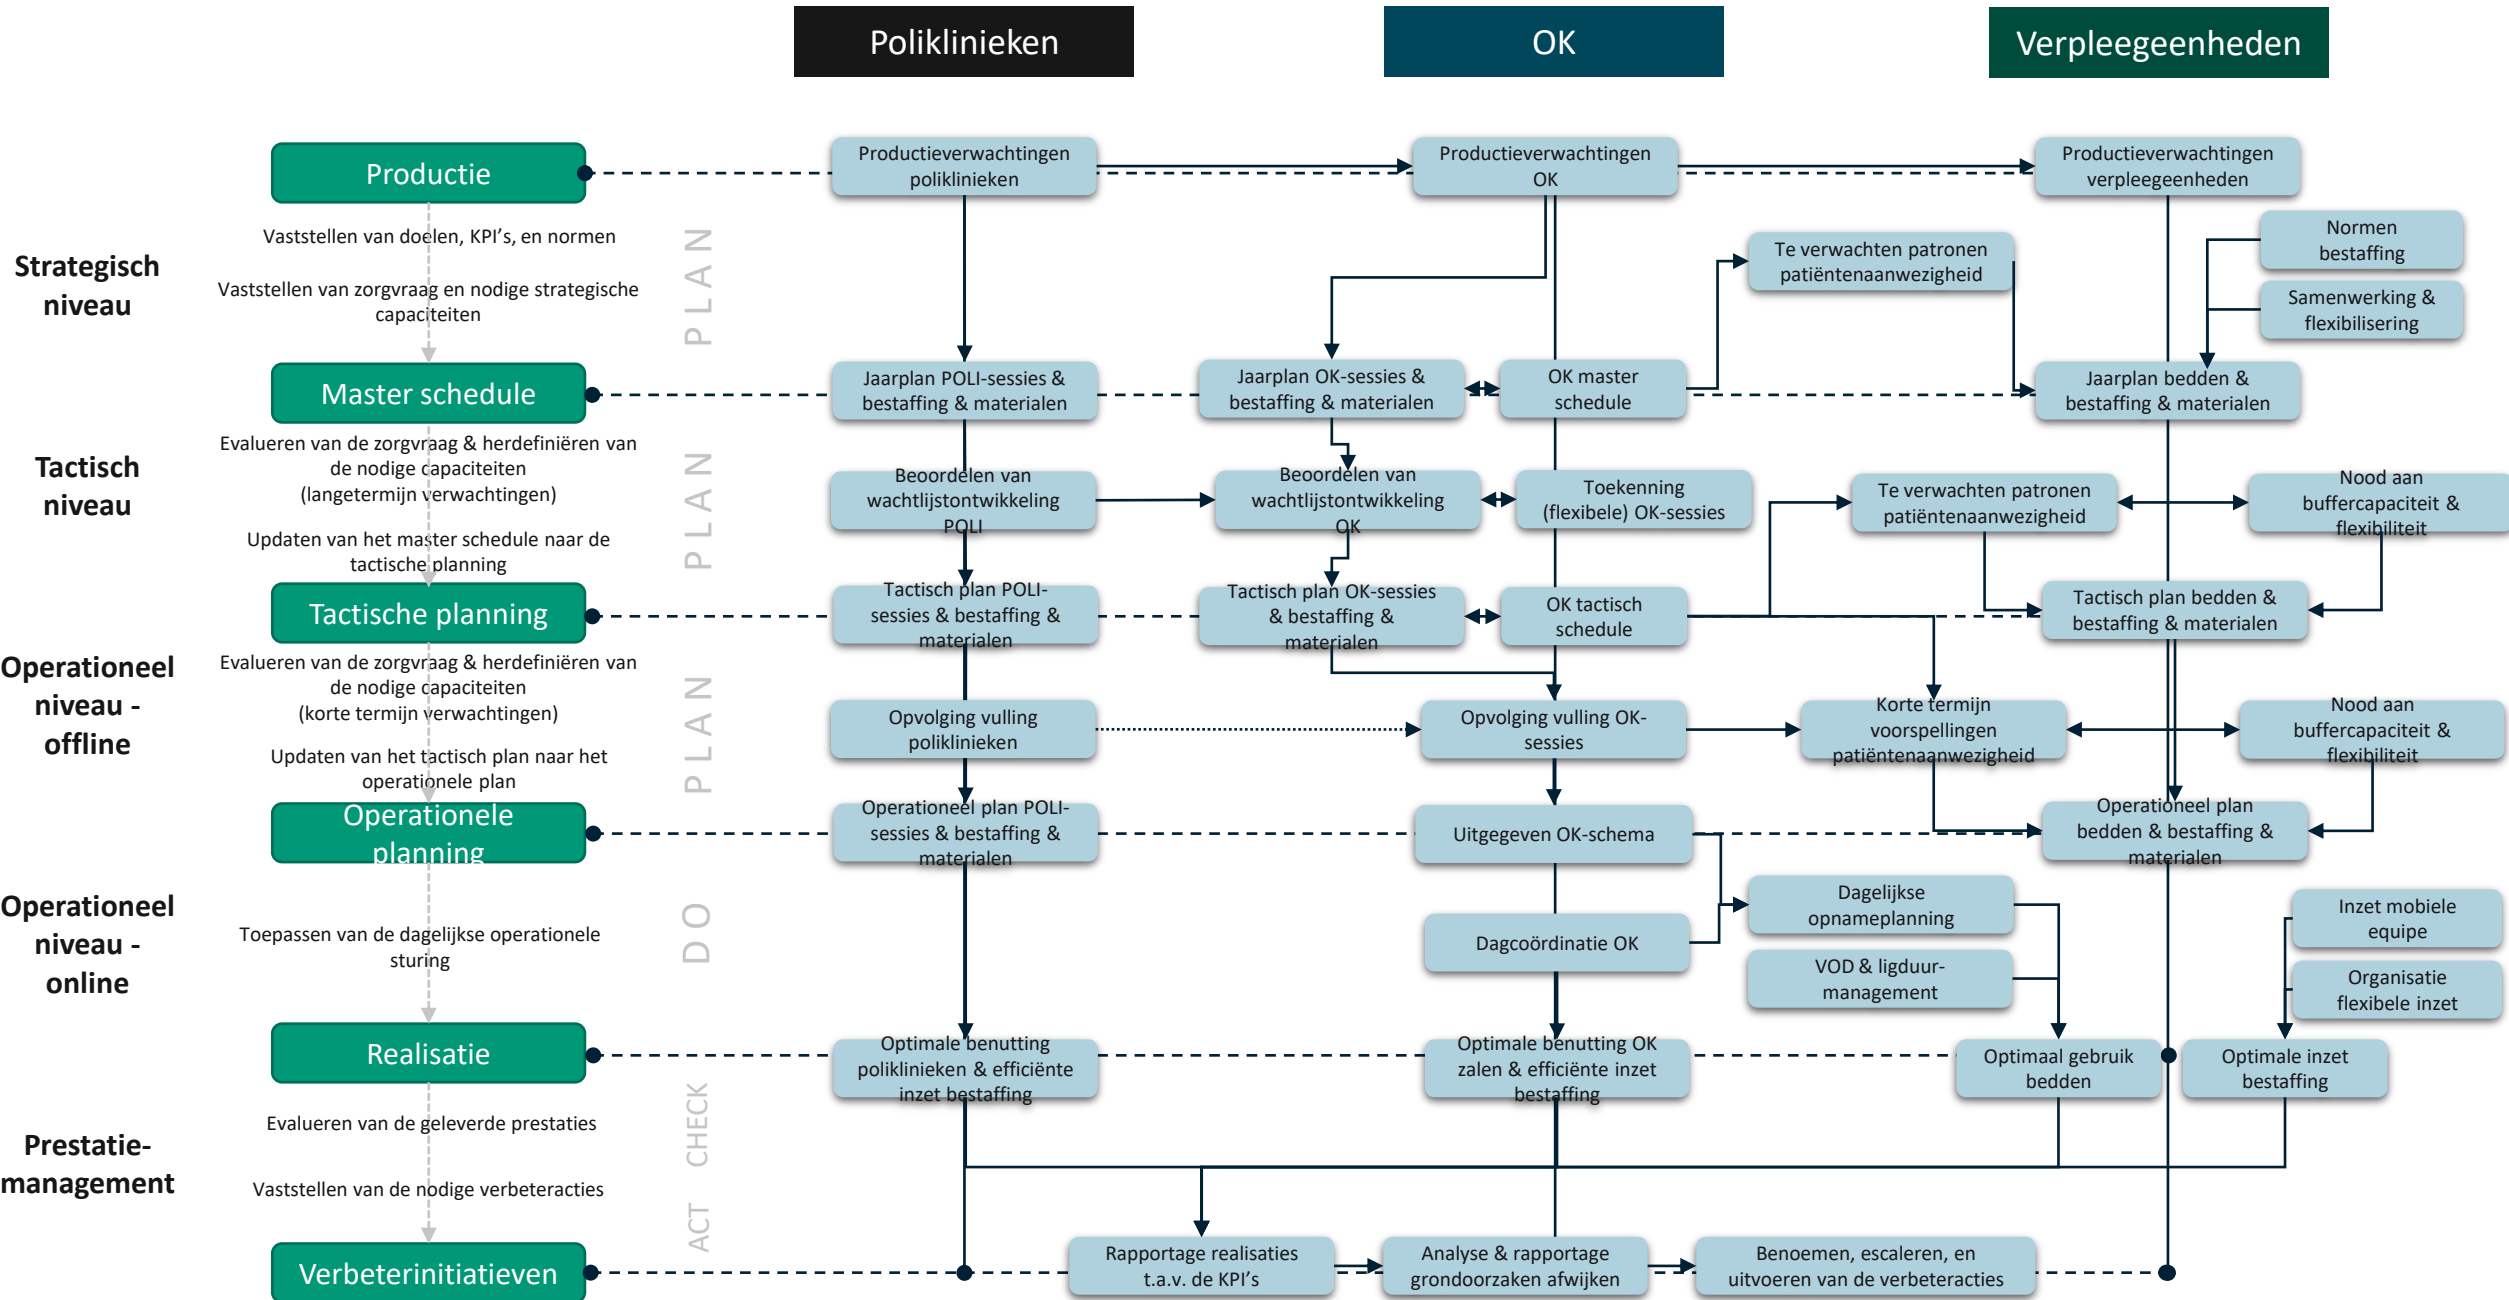 Poliklinieken
OK
Verpleegeenheden
Productie
Productieverwachtingen
poliklinieken
Productieverwachtingen
OK
Productieverwachtingen
verpleegeenheden
Strategisch
niveau
Vaststellen van doelen, KPI's, en normen
Vaststellen van zorgvraag en nodige strategische
capaciteiten
PLAN
Te verwachten patronen
patiëntenaanwezigheid
Normen
bestaffing
Samenwerking &
flexibilisering
Master schedule
Jaarplan POLI-sessies &
bestaffing & materialen
Jaarplan OK-sessies &
bestaffing & materialen
OK master
schedule
Jaarplan bedden &
bestaffing & materialen
Tactisch
niveau
Evalueren van de zorgvraag & herdefiniëren van
de nodige capaciteiten
(langetermijn verwachtingen)
Updaten van het master schedule naar de
tactische planning
PLAN
Beoordelen van
wachtlijstontwikkeling
POLI
Beoordelen van
wachtlijstontwikkeling
OK
Toekenning
(flexibele) OK-sessies
Te verwachten patronen
patiëntenaanwezigheid
Nood aan
buffercapaciteit &
flexibiliteit
Tactische planning
Tactisch plan POLI-
sessies & bestaffing &
materialen
Tactisch plan OK-sessies
& bestaffing &
materialen
OK tactisch
schedule
Tactisch plan bedden &
bestaffing & materialen
Operationeel
niveau -
offline
Evalueren van de zorgvraag & herdefiniëren van
de nodige capaciteiten
(korte termijn verwachtingen)
Updaten van het tactisch plan naar het
operationele plan
PLAN
Opvolging vulling
poliklinieken
Opvolging vulling OK-
sessies
Korte termijn
voorspellingen
patiëntenaanwezigheid
Nood aan
buffercapaciteit &
flexibiliteit
Operationele
planning
Operationeel plan POLI-
sessies & bestaffing &
materialen
Uitgegeven OK-schema
Operationeel plan
bedden & bestaffing &
materialen
Operationeel
niveau -
online
Toepassen van de dagelijkse operationele
sturing
DO
Dagcoördinatie OK
Dagelijkse
opnameplanning
VOD & ligduur-
management
Inzet mobiele
equipe
Organisatie
flexibele inzet
Realisatie
Optimale benutting
poliklinieken & efficiënte
inzet bestaffing
Optimale benutting OK
zalen & efficiënte inzet
bestaffing
Optimaal gebruik
bedden
Optimale inzet
bestaffing
Prestatie-
management
Evalueren van de geleverde prestaties
Vaststellen van de nodige verbeteracties
ACT CHECK
Verbeterinitiatieven
Rapportage realisaties
t.a.v. de KPI's
Analyse & rapportage
grondoorzaken afwijken
Benoemen, escaleren, en
uitvoeren van de verbeteracties